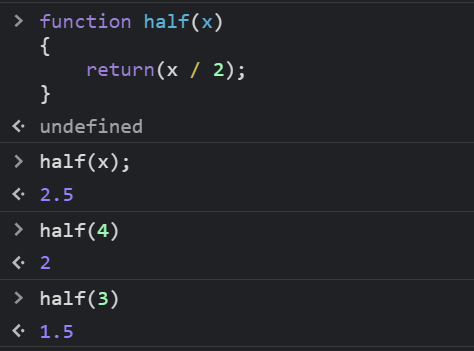 > function half(x)
{
    return(x / 2);
}
<· undefined
> half(x);
<· 2.5
> half(4)
<· 2
> half(3)
<· 1.5